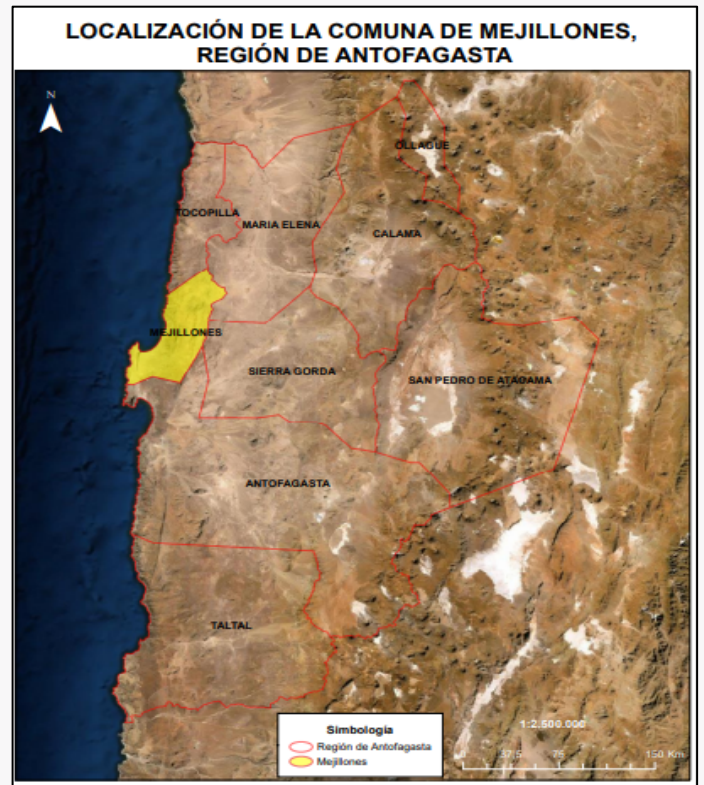 LOCALIZACIÓN DE LA COMUNA DE MEJILLONES,
REGIÓN DE ANTOFAGASTA
N
OLLAGUE
TOCOPILLA
MARIA ELENA
CALAMA
MEJILLONES
SIERRA GORDA
SAN PEDRO DE ATACAMA
ANTOFAGASTA
TALTAL
Simbología
Región de Antofagasta
Mejillones
1:2.500.000
0 37,5 75 150 Km